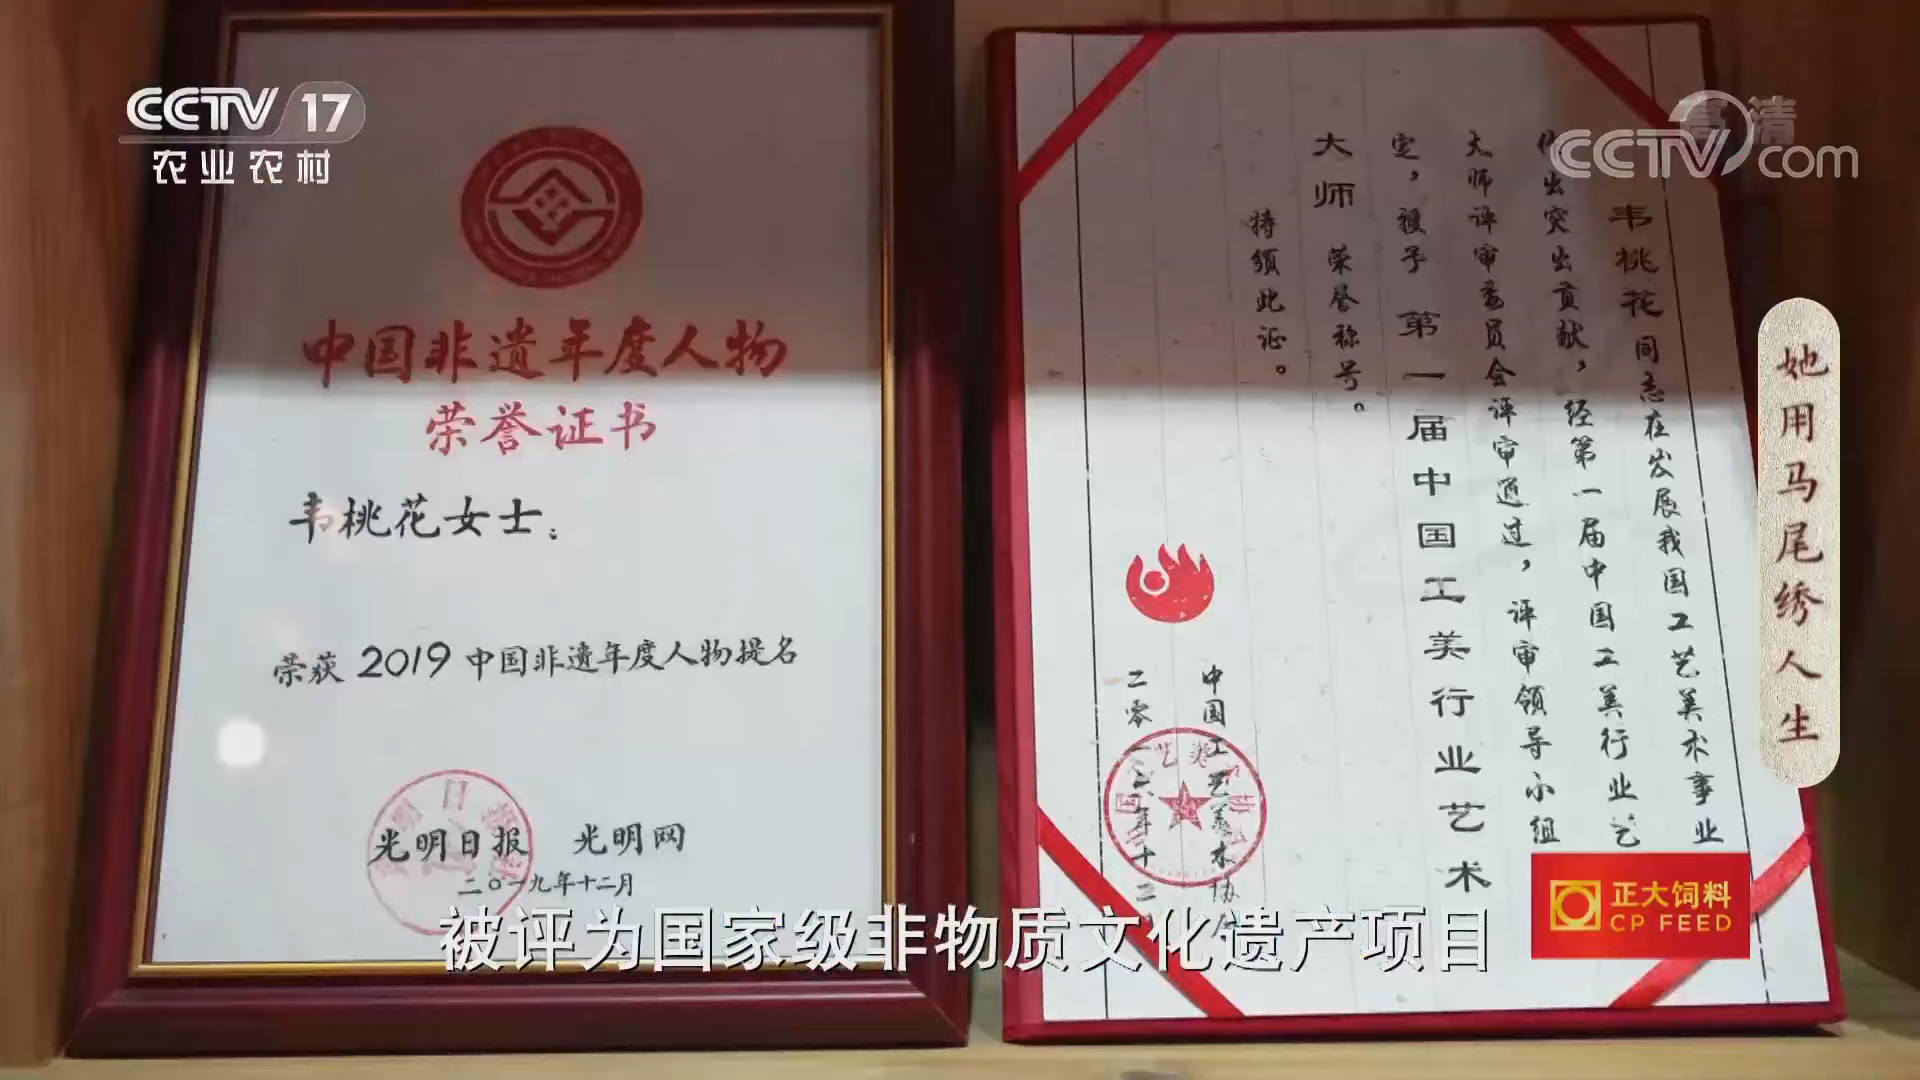 CCTV 17
农业农村
高清
CCTV com
中国非遗年度人物
荣誉证书
韦桃花女士：
荣获 2019 中国非遗年度人物提名
光明日报 光明网
二〇一九年十二月
韦桃花同志在发展我国工艺美术事业
作出突出贡献，经第一届中国工美行业艺
大师评审委员会评审通过，评审领导小组
定，授予 第一届中国工美行业艺术
大师 荣誉称号。
特颁此证。
中国工艺美术协会
她用马尾绣人生
正大饲料
CP FEED
被评为国家级非物质文化遗产项目